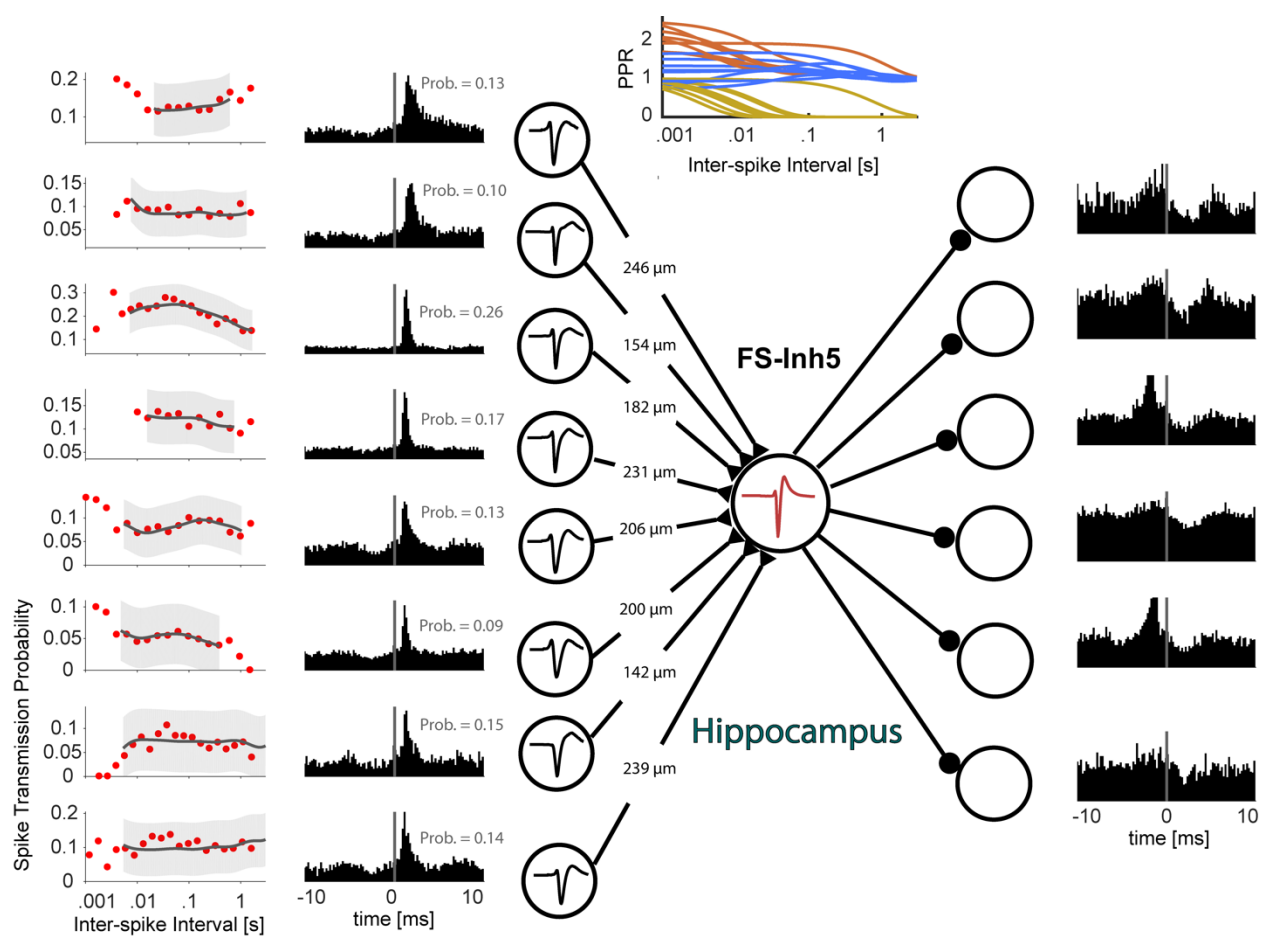 2
PPR
1
0
.001
.01
.1
1
Inter-spike Interval [s]
0.2
0.1
Prob. = 0.13
0.15
0.1
0.05
Prob. = 0.10
246 µm
0.3
0.2
0.1
Prob. = 0.26
154 µm
FS-Inh5
182 µm
0.15
0.1
0.05
Prob. = 0.17
231 µm
0.1
0.05
0
Prob. = 0.13
206 µm
0.1
0.05
0
Prob. = 0.09
200 µm
142 µm
0.1
0.05
0
Prob. = 0.15
Hippocampus
239 µm
0.2
0.1
0
Prob. = 0.14
Spike Transmission Probability
.001
.01
.1
1
Inter-spike Interval [s]
-10
0
10
time [ms]
-10
0
10
time [ms]